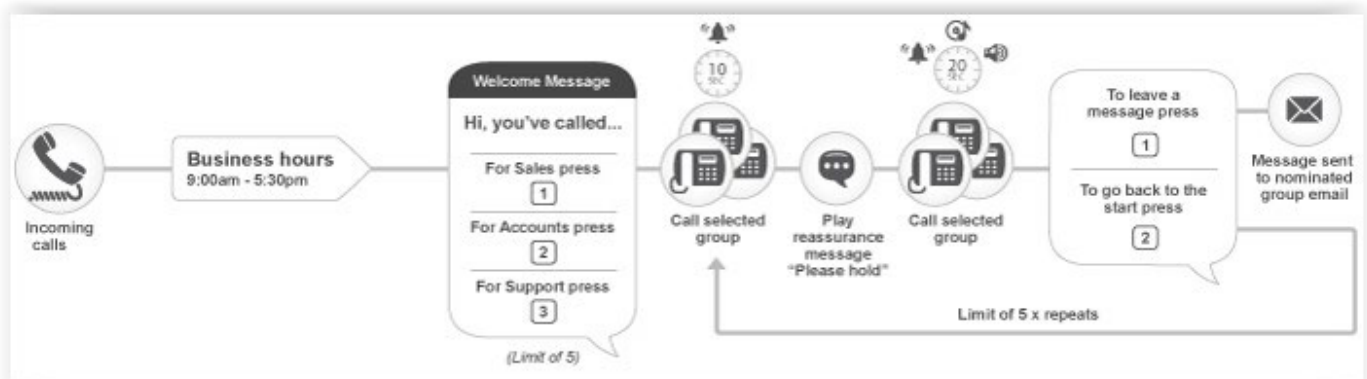 Incoming
calls
Business hours
9:00am - 5:30pm
Welcome Message
Hi, you've called...
For Sales press
1
For Accounts press
2
For Support press
3
(Limit of 5)
10
SEC
Call selected
group
Play
reassurance
message
"Please hold"
20
SEC
Call selected
group
To leave a
message press
1
To go back to the
start press
2
Message sent
to nominated
group email
Limit of 5 x repeats